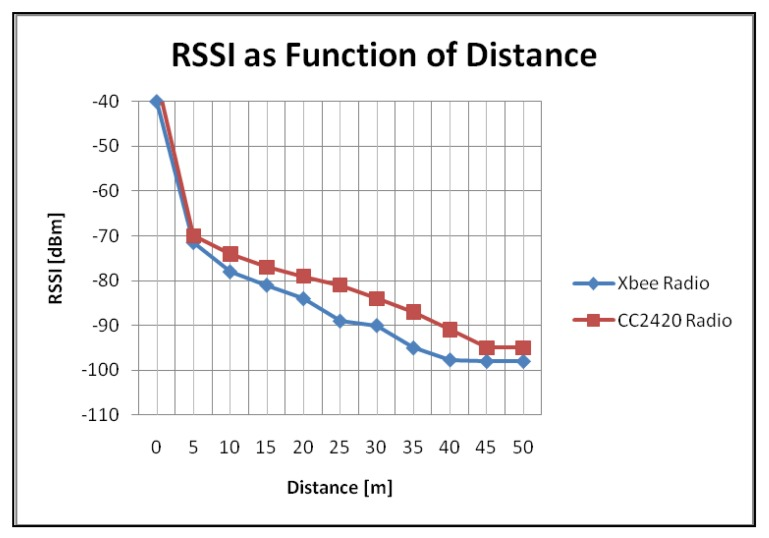 RSSI as Function of Distance
-40
-50
-60
-70
-80
-90
-100
-110
RSSI [dBm]
0 5 10 15 20 25 30 35 40 45 50
Distance [m]
Xbee Radio
CC2420 Radio